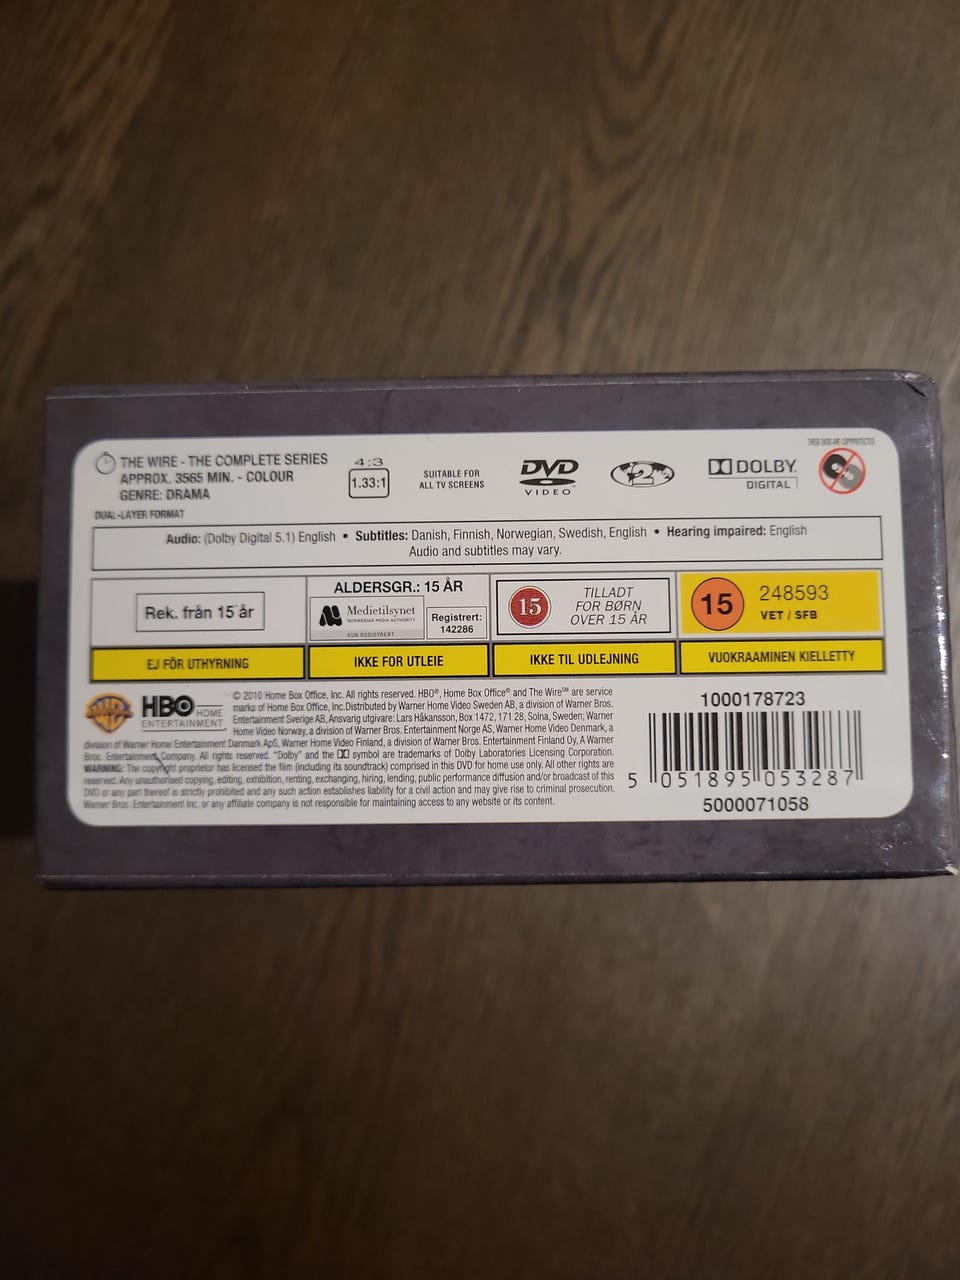 THESE DVDS ARE COPY PROTECTED
THE WIRE - THE COMPLETE SERIES
APPROX. 3565 MIN. - COLOUR
GENRE: DRAMA
4:3
1.33:1
SUITABLE FOR
ALL TV SCREENS
DVD
VIDEO
2
DOLBY
DIGITAL
DUAL-LAYER FORMAT
Audio: (Dolby Digital 5.1) English • Subtitles: Danish, Finnish, Norwegian, Swedish, English • Hearing impaired: English
Audio and subtitles may vary.
Rek. från 15 år
ALDERSGR.: 15 ÅR
Medietilsynet
NORWEGIAN MEDIA AUTHORITY
KUN REGISTRERT
Registrert:
142286
15
TILLADT
FOR BØRN
OVER 15 ÅR
15
248593
VET / SFB
EJ FÖR UTHYRNING
IKKE FOR UTLEIE
IKKE TIL UDLEJNING
VUOKRAAMINEN KIELLETTY
HBO HOME
ENTERTAINMENT
© 2010 Home Box Office, Inc. All rights reserved. HBO®, Home Box Office® and The Wire℠ are service
marks of Home Box Office, Inc.Distributed by Warner Home Video Sweden AB, a division of Warner Bros.
Entertainment Sverige AB, Ansvarig utgivare: Lars Håkansson, Box 1472, 171 28, Solna, Sweden; Warner
Home Video Norway, a division of Warner Bros. Entertainment Norge AS, Warner Home Video Denmark, a
division of Warner Home Entertainment Danmark ApS, Warner Home Video Finland, a division of Warner Bros. Entertainment Finland Oy, A Warner
Bros. Entertainment Company. All rights reserved. "Dolby" and the symbol are trademarks of Dolby Laboratories Licensing Corporation.
WARNING: The copyright proprietor has licensed the film (including its soundtrack) comprised in this DVD for home use only. All other rights are
reserved. Any unauthorised copying, editing, exhibition, renting, exchanging, hiring, lending, public performance diffusion and/or broadcast of this
DVD or any part thereof is strictly prohibited and any such action establishes liability for a civil action and may give rise to criminal prosecution.
Warner Bros. Entertainment Inc. or any affiliate company is not responsible for maintaining access to any website or its content.
1000178723
5 051895 053287
5000071058